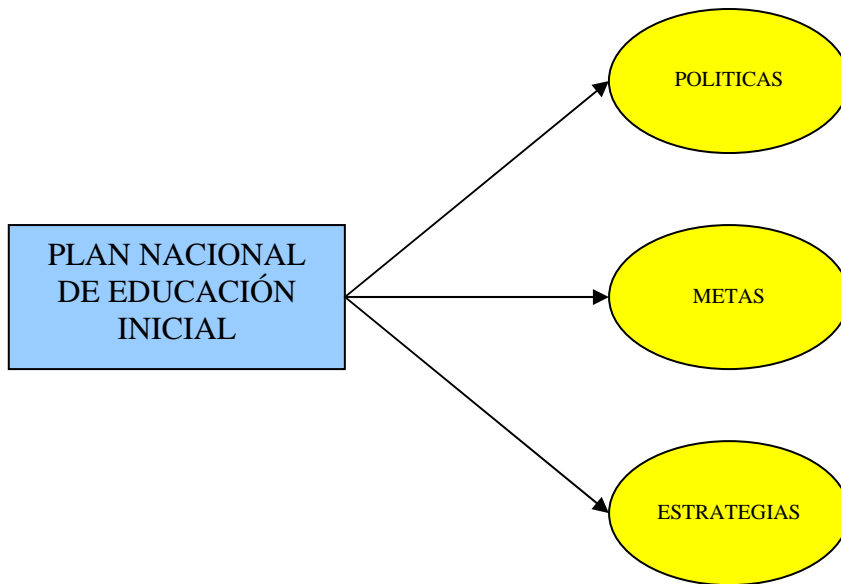 POLITICAS
PLAN NACIONAL
DE EDUCACIÓN
INICIAL
METAS
ESTRATEGIAS